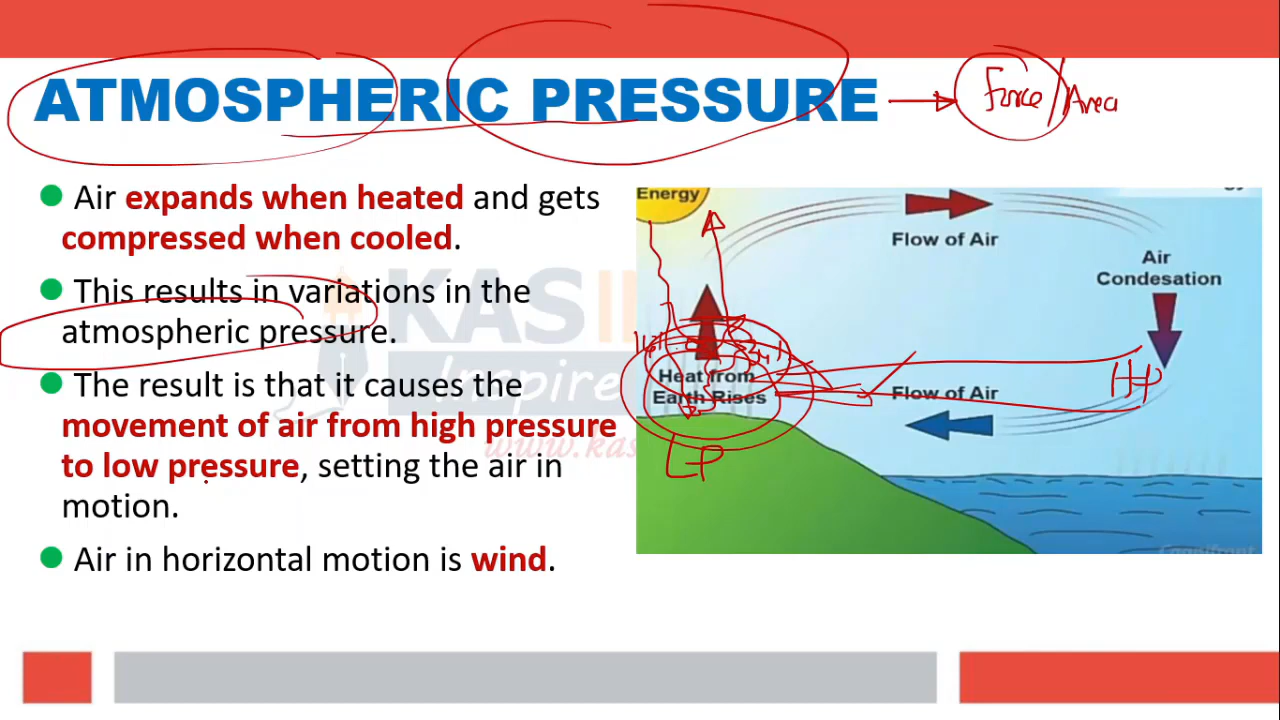 ATMOSPHERIC PRESSURE
Force/Area
Air expands when heated and gets
compressed when cooled.
This results in variations in the
atmospheric pressure.
The result is that it causes the
movement of air from high pressure
to low pressure, setting the air in
motion.
Air in horizontal motion is wind.
Energy
Flow of Air
Air
Condesation
Heat from
Earth Rises
Flow of Air
HP
LP
KAS
Inspire
www.kas